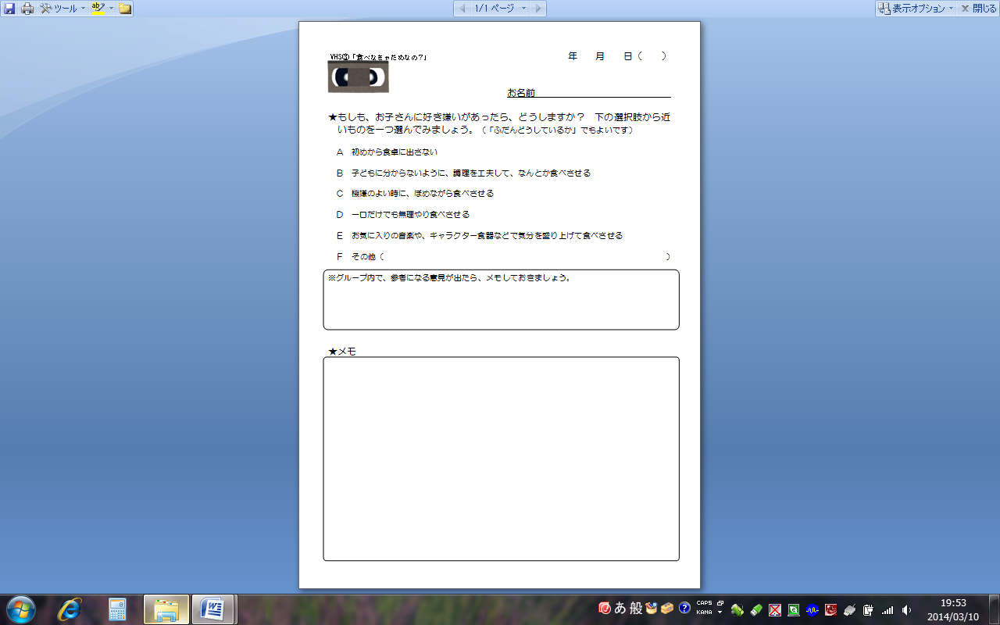 ツール
1/1 ページ
表示オプション
閉じる
「食べなきゃだめなの?」
年　月　日（　）
お名前
★もしも、お子さんに好き嫌いがあったら、どうしますか？　下の選択肢から近
いものを一つ選んでみましょう。（「ふだんどうしているか」でもよいです）
A　初めから食卓に出さない
B　子どもに分からないように、調理を工夫して、なんとか食べさせる
C　機嫌のよい時に、ほめながら食べさせる
D　一口だけでも無理やり食べさせる
E　お気に入りの音楽や、キャラクター食器などで気分を盛り上げて食べさせる
F　その他（　　　）
※グループ内で、参考になる意見が出たら、メモしておきましょう。
★メモ
あ 般
CAPS
KANA
19:53
2014/03/10